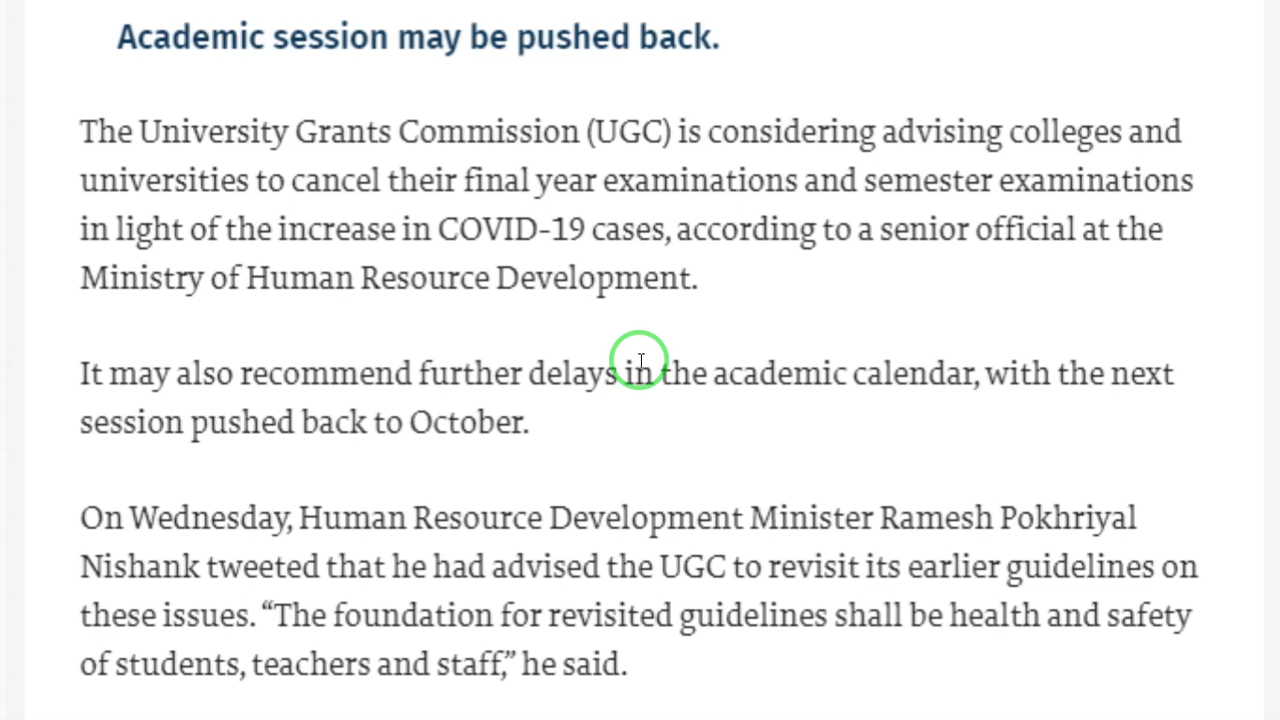 Academic session may be pushed back.
The University Grants Commission (UGC) is considering advising colleges and
universities to cancel their final year examinations and semester examinations
in light of the increase in COVID-19 cases, according to a senior official at the
Ministry of Human Resource Development.
It may also recommend further delays in the academic calendar, with the next
session pushed back to October.
On Wednesday, Human Resource Development Minister Ramesh Pokhriyal
Nishank tweeted that he had advised the UGC to revisit its earlier guidelines on
these issues. “The foundation for revisited guidelines shall be health and safety
of students, teachers and staff,” he said.